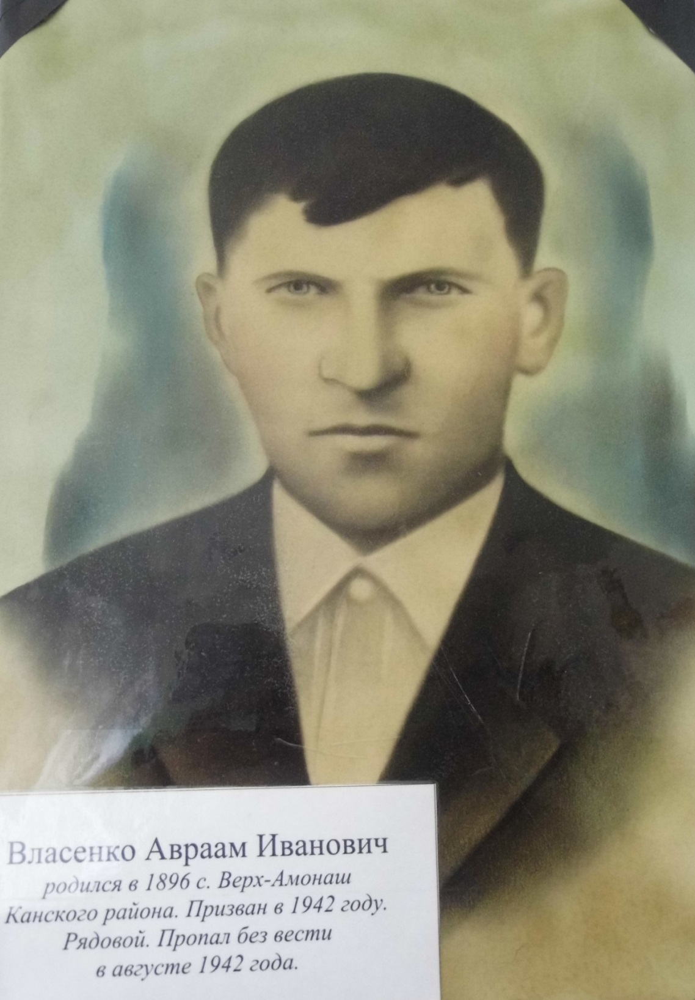 Власенко Авраам Иванович
родился в 1896 с. Верх-Амонаш
Канского района. Призван в 1942 году.
Рядовой. Пропал без вести
в августе 1942 года.